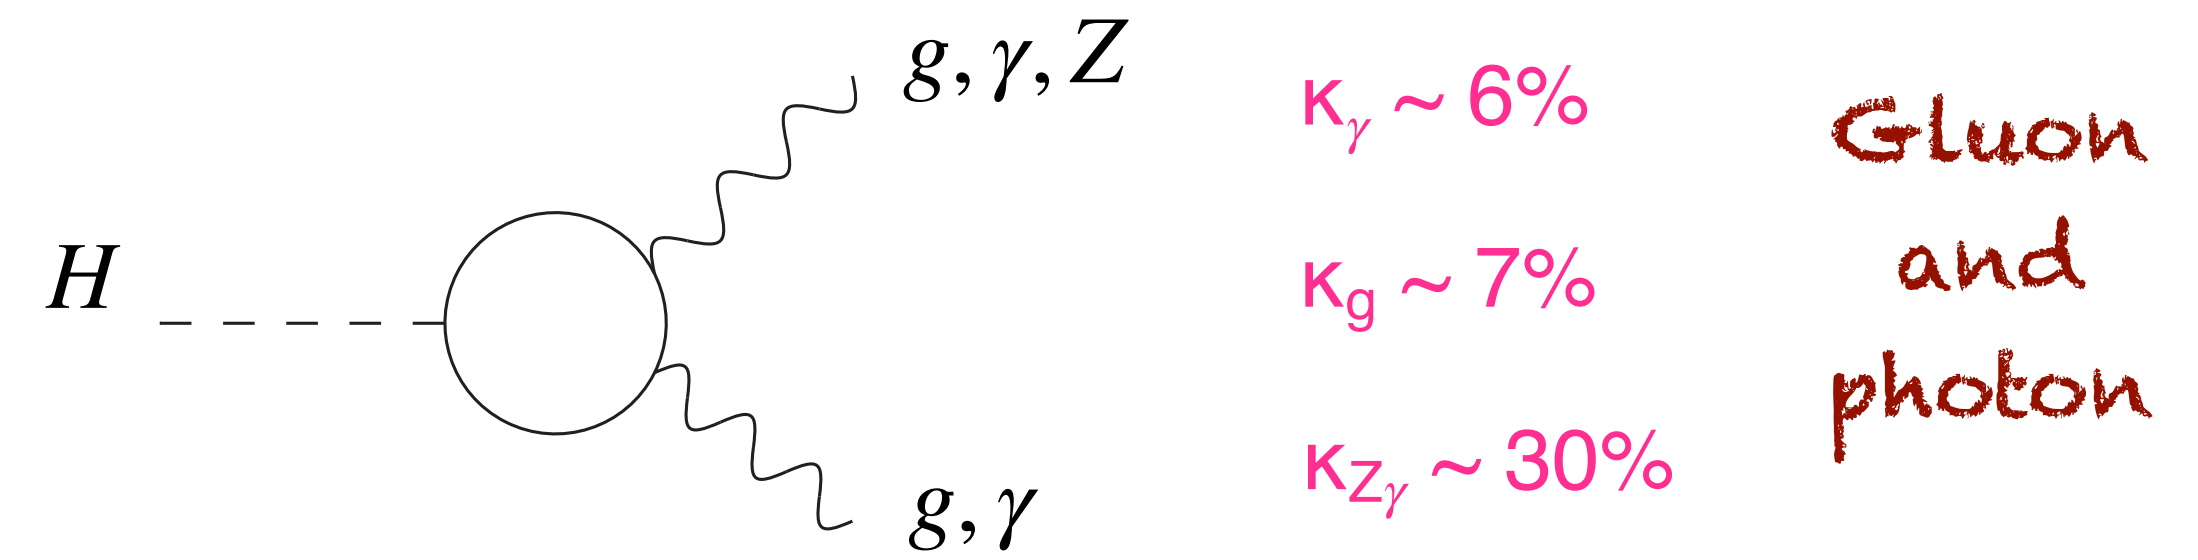 g, γ, Z
H
g, γ
κγ ~ 6%
κg ~ 7%
κZγ ~ 30%
Gluon
and
photon